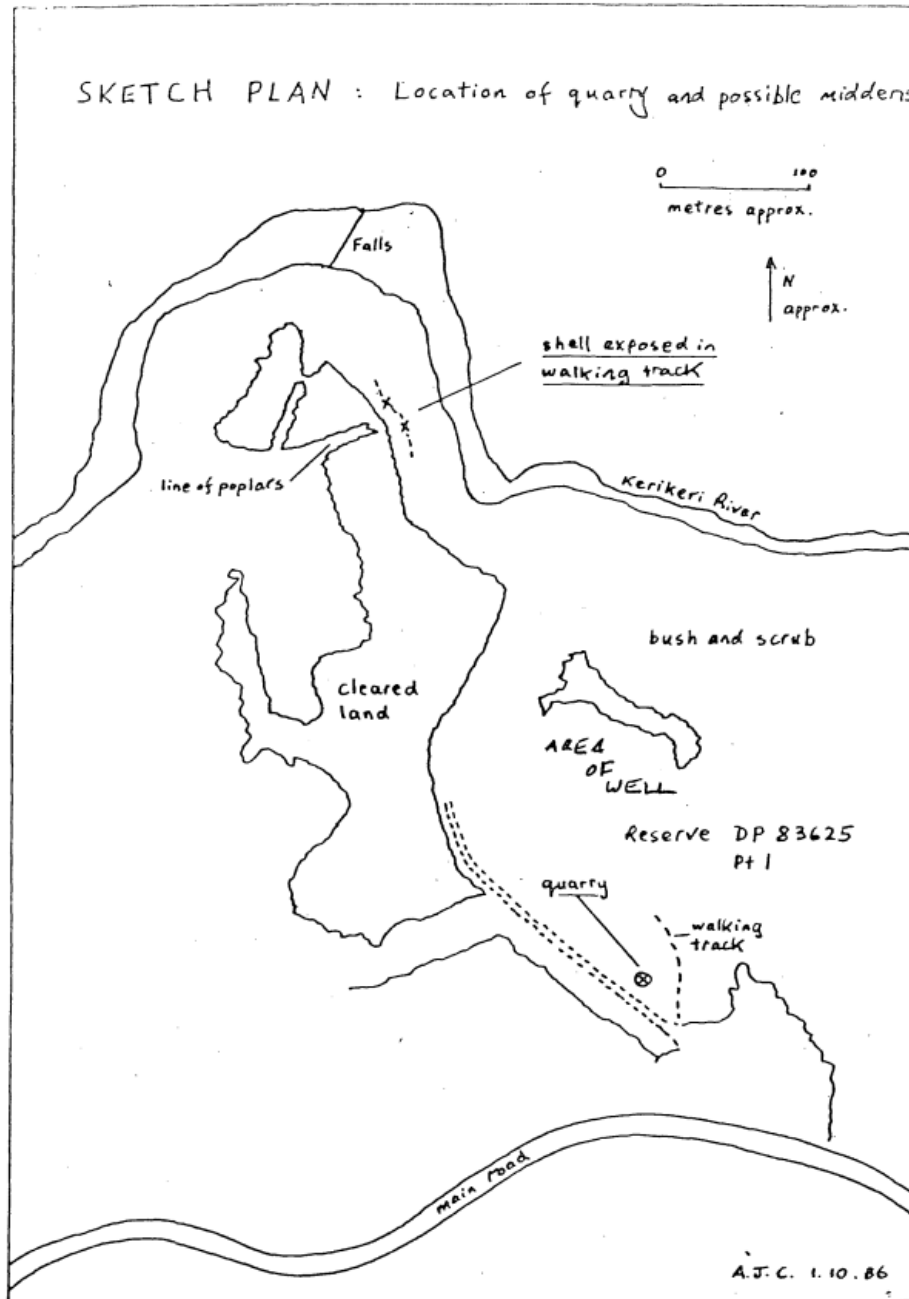 SKETCH PLAN : Location of quarry and possible middens
0 100
metres approx.
N
approx.
Falls
shell exposed in
walking track
line of poplars
Kerikeri River
bush and scrub
cleared
land
AREA
OF
WELL
Reserve DP 83625
Pt 1
quarry
walking
track
main road
A.J.C. 1.10.86